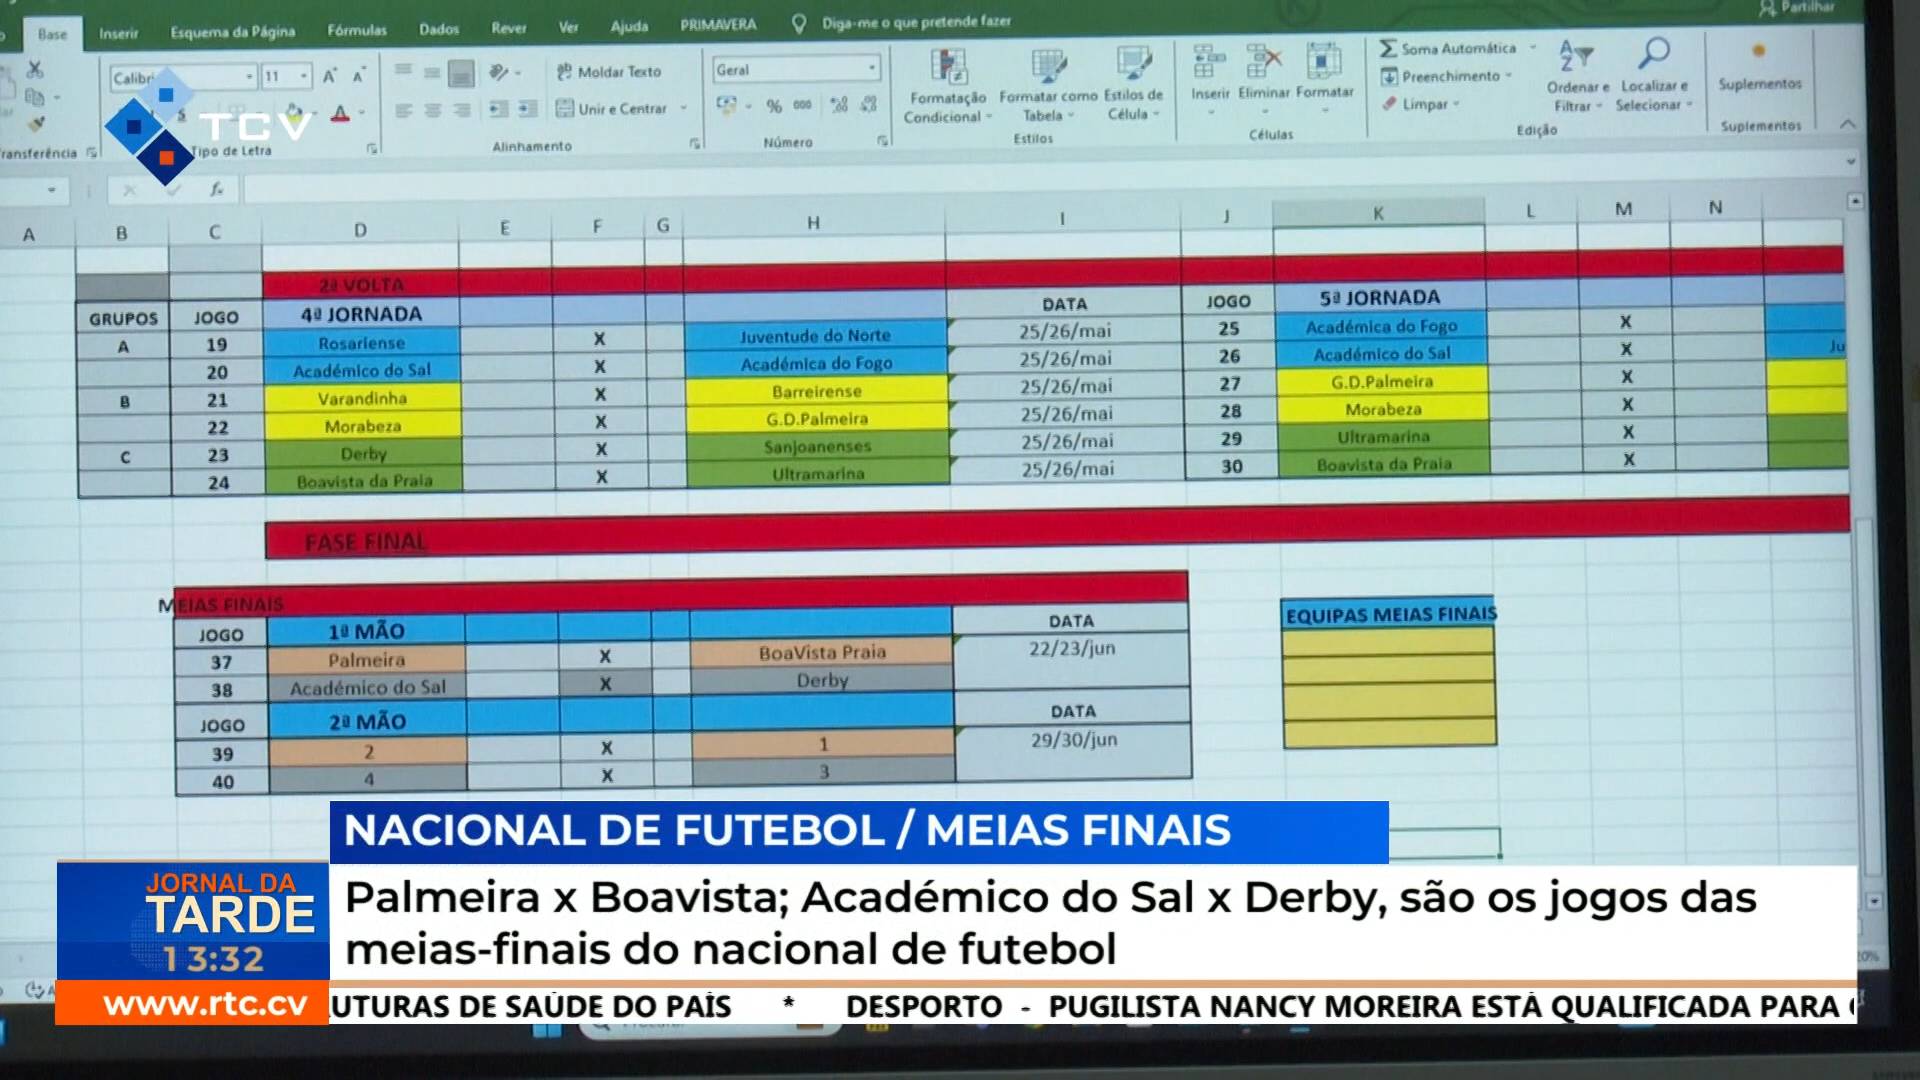 Base Inserir Esquema da Página Fórmulas Dados Rever Ver Ajuda PRIMAVERA Diga-me o que pretende fazer Partilhar
Calibri 11 Moldar Texto Geral Soma Automática
Unir e Centrar Preenchimento
Limpar
Formatação Condicional Formatar como Tabela Estilos de Célula Inserir Eliminar Formatar Ordenar e Filtrar Localizar e Selecionar Suplementos
Tipo de Letra Alinhamento Número Estilos Células Edição Suplementos
TCV
A B C D E F G H I J K L M N
2ª VOLTA
GRUPOS JOGO 4ª JORNADA DATA JOGO 5ª JORNADA
A 19 Rosariense X Juventude do Norte 25/26/mai 25 Académica do Fogo X
20 Académico do Sal X Académica do Fogo 25/26/mai 26 Académico do Sal X Ju
B 21 Varandinha X Barreirense 25/26/mai 27 G.D.Palmeira X
22 Morabeza X G.D.Palmeira 25/26/mai 28 Morabeza X
C 23 Derby X Sanjoanenses 25/26/mai 29 Ultramarina X
24 Boavista da Praia X Ultramarina 25/26/mai 30 Boavista da Praia X
FASE FINAL
MEIAS FINAIS
JOGO 1ª MÃO DATA EQUIPAS MEIAS FINAIS
37 Palmeira X BoaVista Praia 22/23/jun
38 Académico do Sal X Derby
JOGO 2ª MÃO DATA
39 2 X 1 29/30/jun
40 4 X 3
NACIONAL DE FUTEBOL / MEIAS FINAIS
JORNAL DA
TARDE
13:32
Palmeira x Boavista; Académico do Sal x Derby, são os jogos das
meias-finais do nacional de futebol
www.rtc.cv
UTURAS DE SAÚDE DO PAÍS * DESPORTO - PUGILISTA NANCY MOREIRA ESTÁ QUALIFICADA PARA